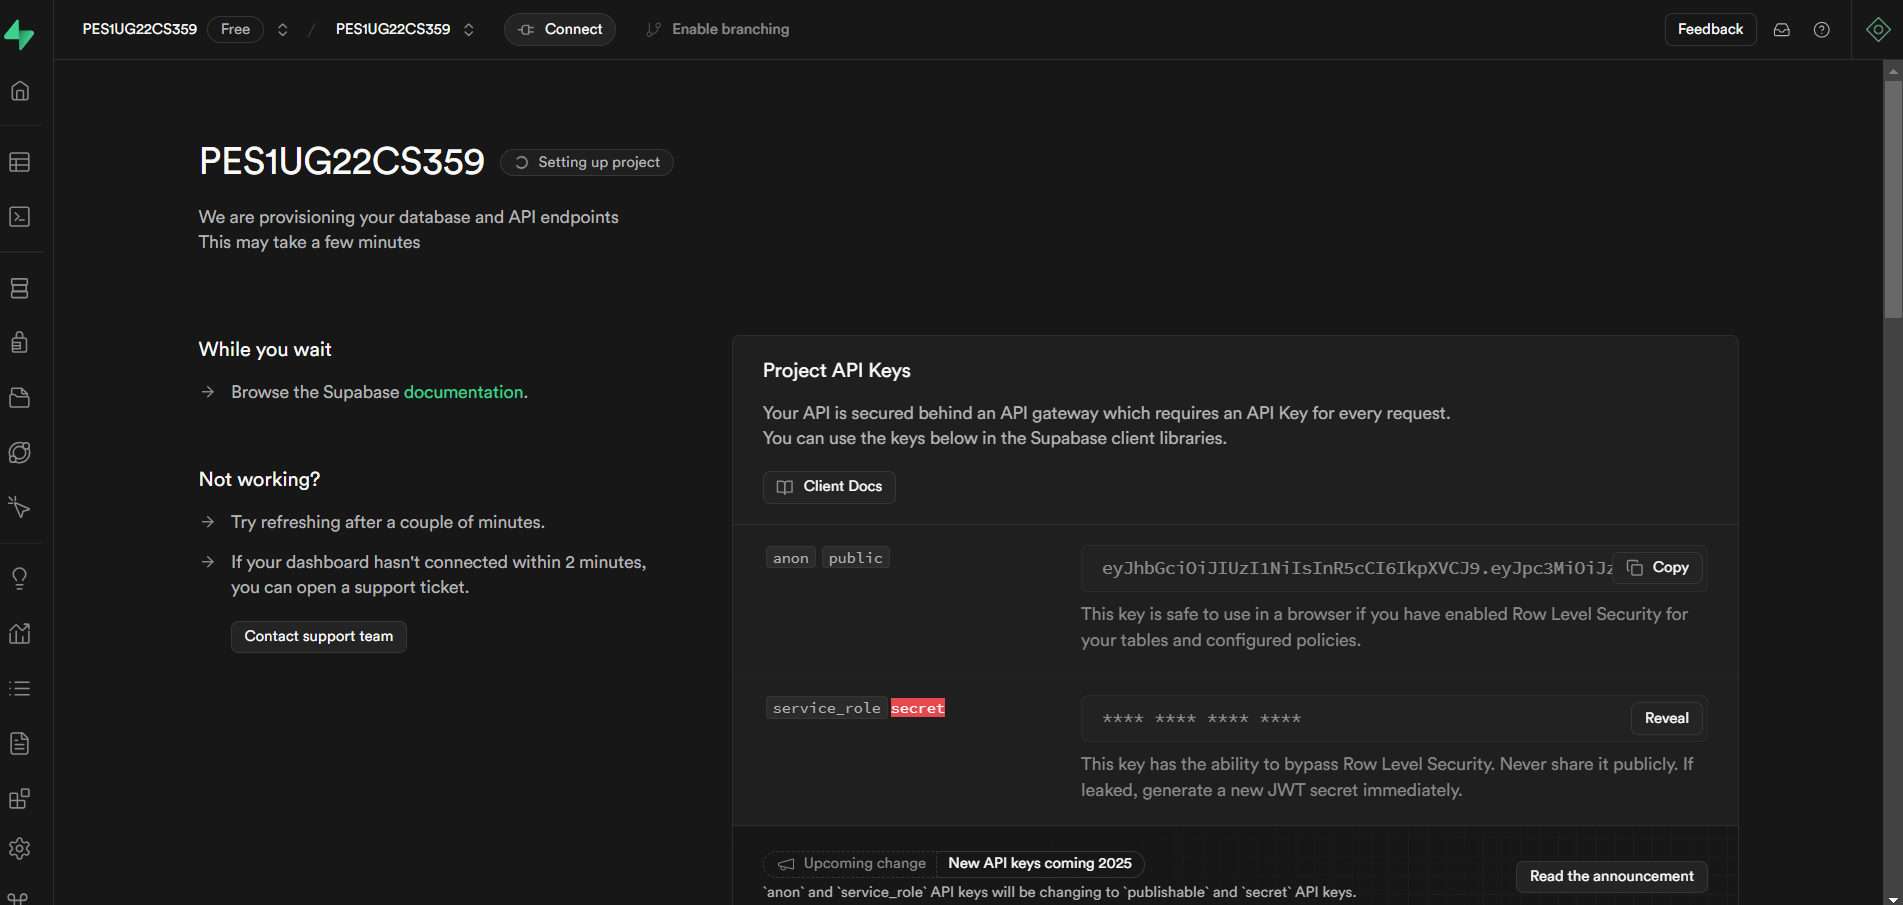 PES1UG22CS359 Free / PES1UG22CS359 Connect Enable branching Feedback
PES1UG22CS359 Setting up project
We are provisioning your database and API endpoints
This may take a few minutes
While you wait
Browse the Supabase documentation.
Not working?
Try refreshing after a couple of minutes.
If your dashboard hasn't connected within 2 minutes,
you can open a support ticket.
Contact support team
Project API Keys
Your API is secured behind an API gateway which requires an API Key for every request.
You can use the keys below in the Supabase client libraries.
Client Docs
anon public
eyJhbGciOiJIUzI1NiIsInR5cCI6IkpXVCJ9.eyJpc3MiOiJz Copy
This key is safe to use in a browser if you have enabled Row Level Security for
your tables and configured policies.
service_role secret
**** **** **** **** Reveal
This key has the ability to bypass Row Level Security. Never share it publicly. If
leaked, generate a new JWT secret immediately.
Upcoming change New API keys coming 2025
`anon` and `service_role` API keys will be changing to `publishable` and `secret` API keys.
Read the announcement